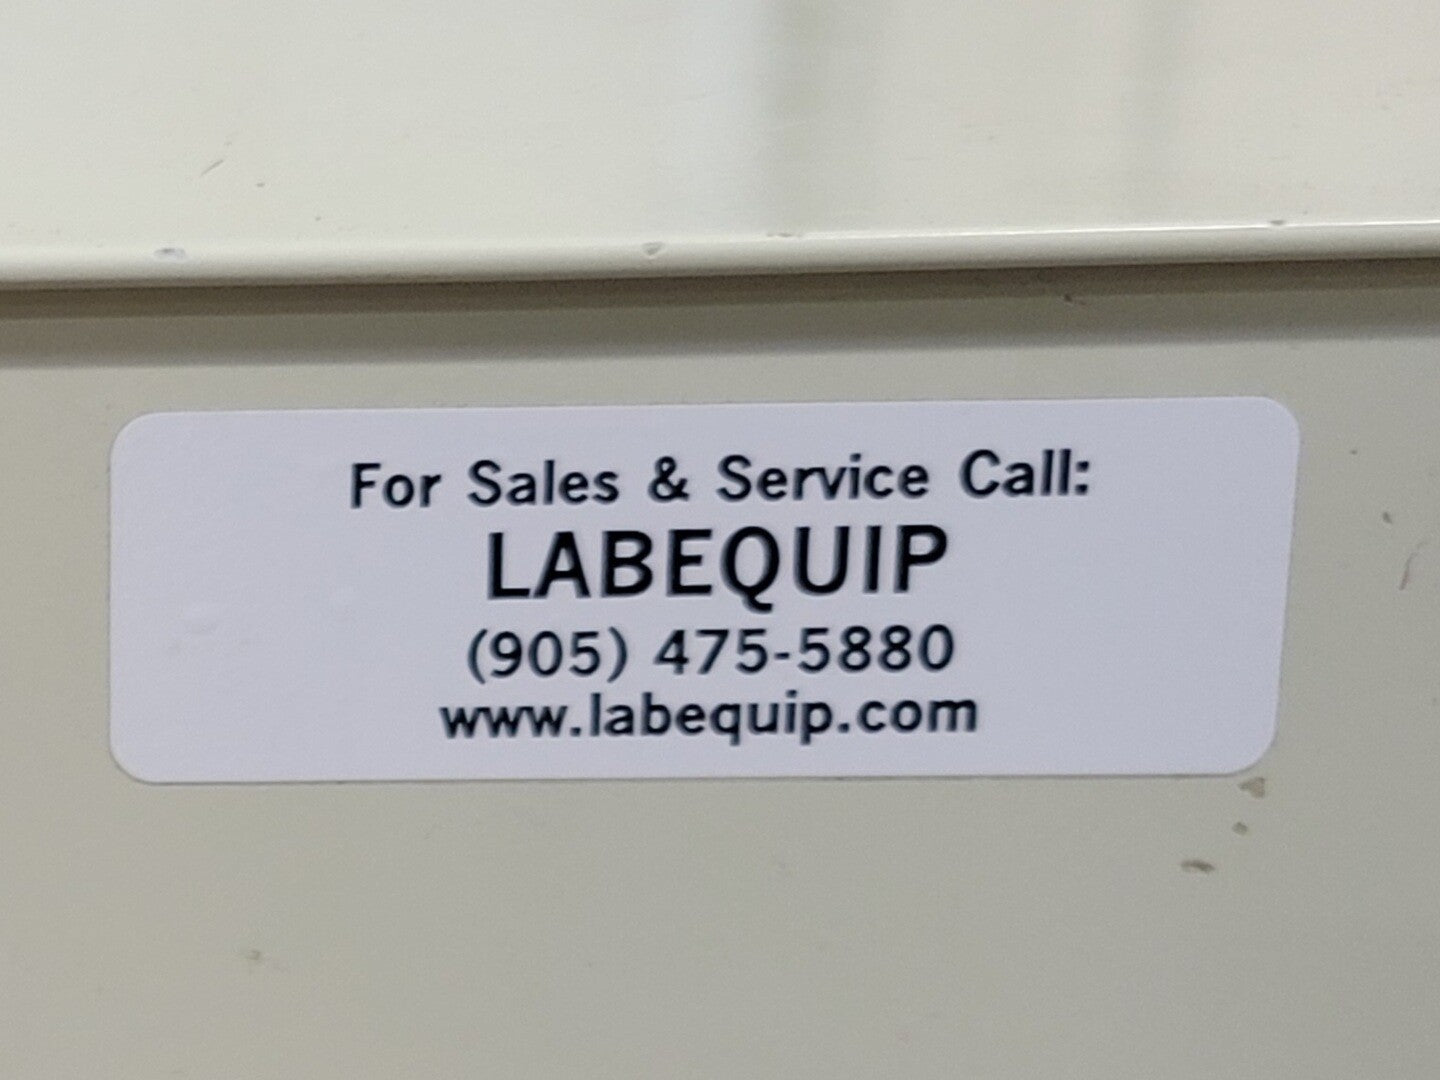 For Sales & Service Call:
LABEQUIP
(905) 475-5880
www.labequip.com